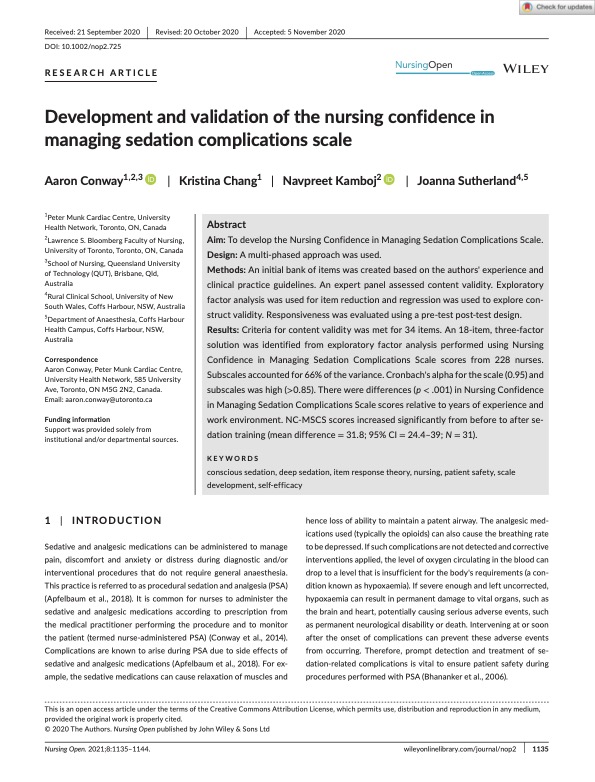 Check for updates
Received: 21 September 2020 | Revised: 20 October 2020 | Accepted: 5 November 2020
DOI: 10.1002/nop2.725
RESEARCH ARTICLE
NursingOpen
Open Access
WILEY
Development and validation of the nursing confidence in
managing sedation complications scale
Aaron Conway1,2,3 iD | Kristina Chang1 | Navpreet Kamboj2 iD | Joanna Sutherland4,5
1Peter Munk Cardiac Centre, University
Health Network, Toronto, ON, Canada
2Lawrence S. Bloomberg Faculty of Nursing,
University of Toronto, Toronto, ON, Canada
3School of Nursing, Queensland University
of Technology (QUT), Brisbane, Qld,
Australia
4Rural Clinical School, University of New
South Wales, Coffs Harbour, NSW, Australia
5Department of Anaesthesia, Coffs Harbour
Health Campus, Coffs Harbour, NSW,
Australia
Correspondence
Aaron Conway, Peter Munk Cardiac Centre,
University Health Network, 585 University
Ave, Toronto, ON M5G 2N2, Canada.
Email: aaron.conway@utoronto.ca
Funding information
Support was provided solely from
institutional and/or departmental sources.
Abstract
Aim: To develop the Nursing Confidence in Managing Sedation Complications Scale.
Design: A multi-phased approach was used.
Methods: An initial bank of items was created based on the authors' experience and
clinical practice guidelines. An expert panel assessed content validity. Exploratory
factor analysis was used for item reduction and regression was used to explore con-
struct validity. Responsiveness was evaluated using a pre-test post-test design.
Results: Criteria for content validity was met for 34 items. An 18-item, three-factor
solution was identified from exploratory factor analysis performed using Nursing
Confidence in Managing Sedation Complications Scale scores from 228 nurses.
Subscales accounted for 66% of the variance. Cronbach's alpha for the scale (0.95) and
subscales was high (>0.85). There were differences (p < .001) in Nursing Confidence
in Managing Sedation Complications Scale scores relative to years of experience and
work environment. NC-MSCS scores increased significantly from before to after se-
dation training (mean difference = 31.8; 95% CI = 24.4–39; N = 31).
KEYWORDS
conscious sedation, deep sedation, item response theory, nursing, patient safety, scale
development, self-efficacy
1 | INTRODUCTION
Sedative and analgesic medications can be administered to manage
pain, discomfort and anxiety or distress during diagnostic and/or
interventional procedures that do not require general anaesthesia.
This practice is referred to as procedural sedation and analgesia (PSA)
(Apfelbaum et al., 2018). It is common for nurses to administer the
sedative and analgesic medications according to prescription from
the medical practitioner performing the procedure and to monitor
the patient (termed nurse-administered PSA) (Conway et al., 2014).
Complications are known to arise during PSA due to side effects of
sedative and analgesic medications (Apfelbaum et al., 2018). For ex-
ample, the sedative medications can cause relaxation of muscles and
hence loss of ability to maintain a patent airway. The analgesic med-
ications used (typically the opioids) can also cause the breathing rate
to be depressed. If such complications are not detected and corrective
interventions applied, the level of oxygen circulating in the blood can
drop to a level that is insufficient for the body's requirements (a con-
dition known as hypoxaemia). If severe enough and left uncorrected,
hypoxaemia can result in permanent damage to vital organs, such as
the brain and heart, potentially causing serious adverse events, such
as permanent neurological disability or death. Intervening at or soon
after the onset of complications can prevent these adverse events
from occurring. Therefore, prompt detection and treatment of se-
dation-related complications is vital to ensure patient safety during
procedures performed with PSA (Bhananker et al., 2006).
This is an open access article under the terms of the Creative Commons Attribution License, which permits use, distribution and reproduction in any medium,
provided the original work is properly cited.
© 2020 The Authors. Nursing Open published by John Wiley & Sons Ltd
Nursing Open. 2021;8:1135–1144.
wileyonlinelibrary.com/journal/nop2 | 1135